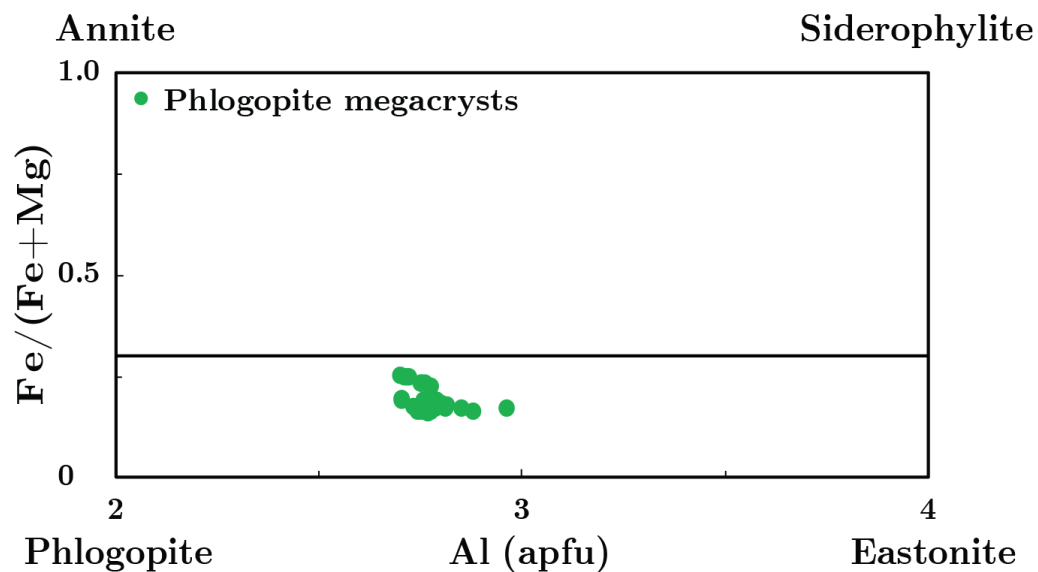 Annite Siderophylite
1.0
Phlogopite megacrysts
Fe/(Fe+Mg)
0.5
0
2 3 4
Phlogopite Al (apfu) Eastonite